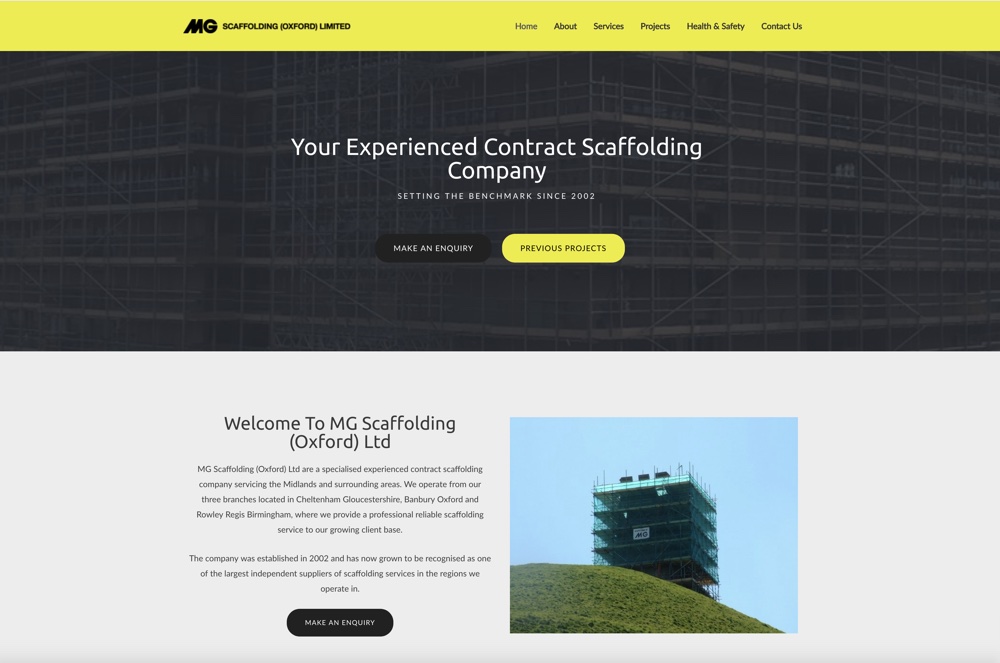 MG SCAFFOLDING (OXFORD) LIMITED
Home About Services Projects Health & Safety Contact Us
Your Experienced Contract Scaffolding
Company
SETTING THE BENCHMARK SINCE 2002
MAKE AN ENQUIRY PREVIOUS PROJECTS
Welcome To MG Scaffolding
(Oxford) Ltd
MG Scaffolding (Oxford) Ltd are a specialised experienced contract scaffolding
company servicing the Midlands and surrounding areas. We operate from our
three branches located in Cheltenham Gloucestershire, Banbury Oxford and
Rowley Regis Birmingham, where we provide a professional reliable scaffolding
service to our growing client base.
The company was established in 2002 and has now grown to be recognised as one
of the largest independent suppliers of scaffolding services in the regions we
operate in.
MAKE AN ENQUIRY
MG